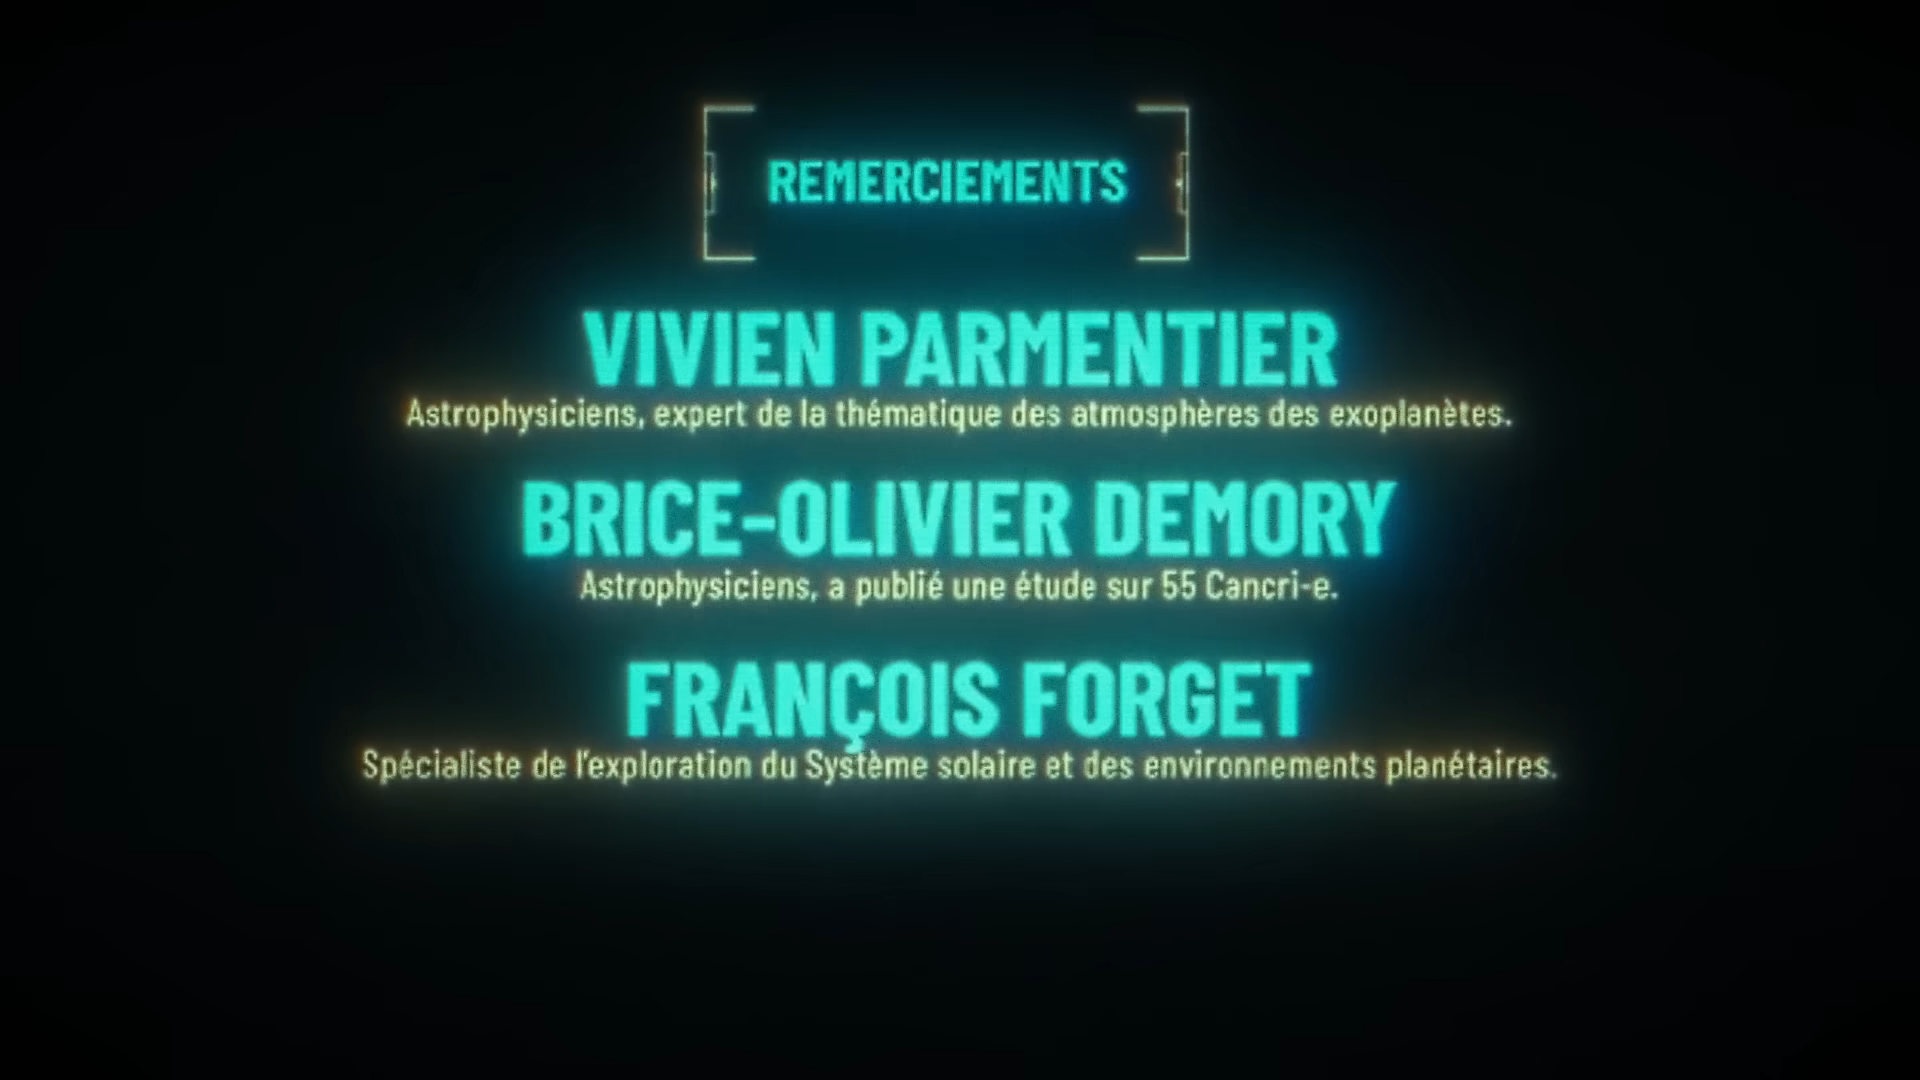 REMERCIEMENTS
VIVIEN PARMENTIER
Astrophysiciens, expert de la thématique des atmosphères des exoplanètes.
BRICE-OLIVIER DEMORY
Astrophysiciens, a publié une étude sur 55 Cancri-e.
FRANÇOIS FORGET
Spécialiste de l'exploration du Système solaire et des environnements planétaires.